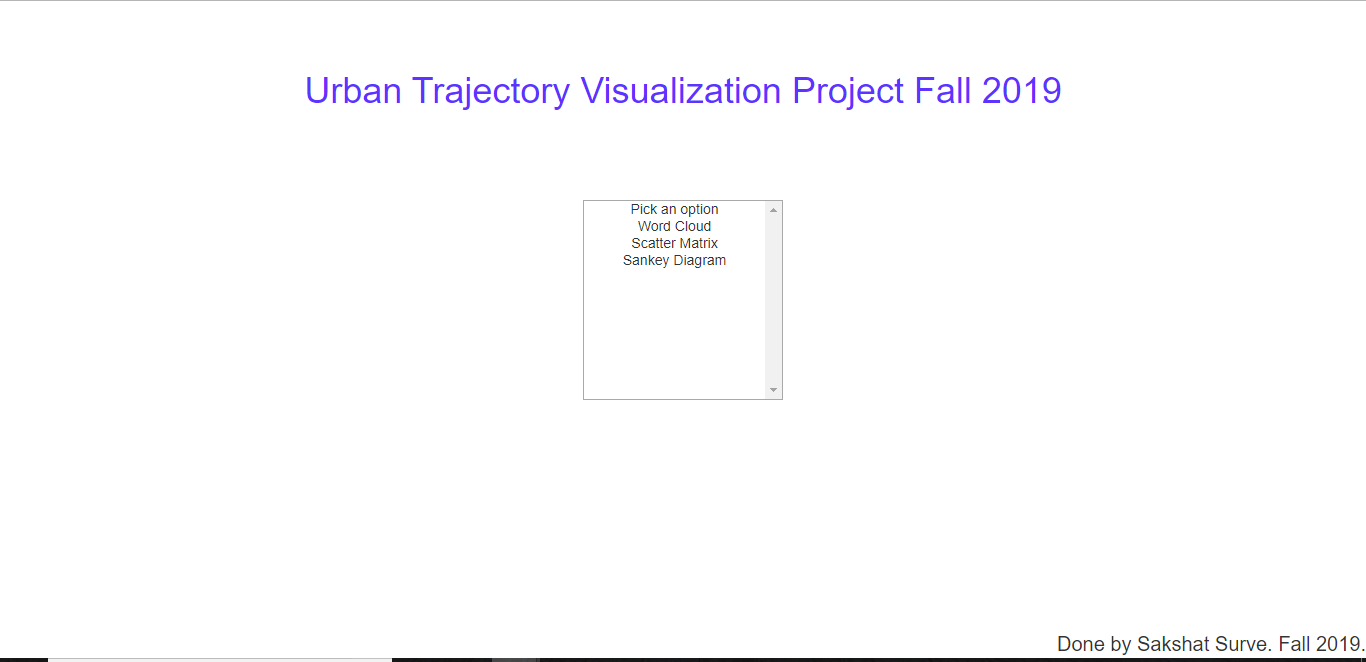 Urban Trajectory Visualization Project Fall 2019
Pick an option
Word Cloud
Scatter Matrix
Sankey Diagram
Done by Sakshat Surve. Fall 2019.